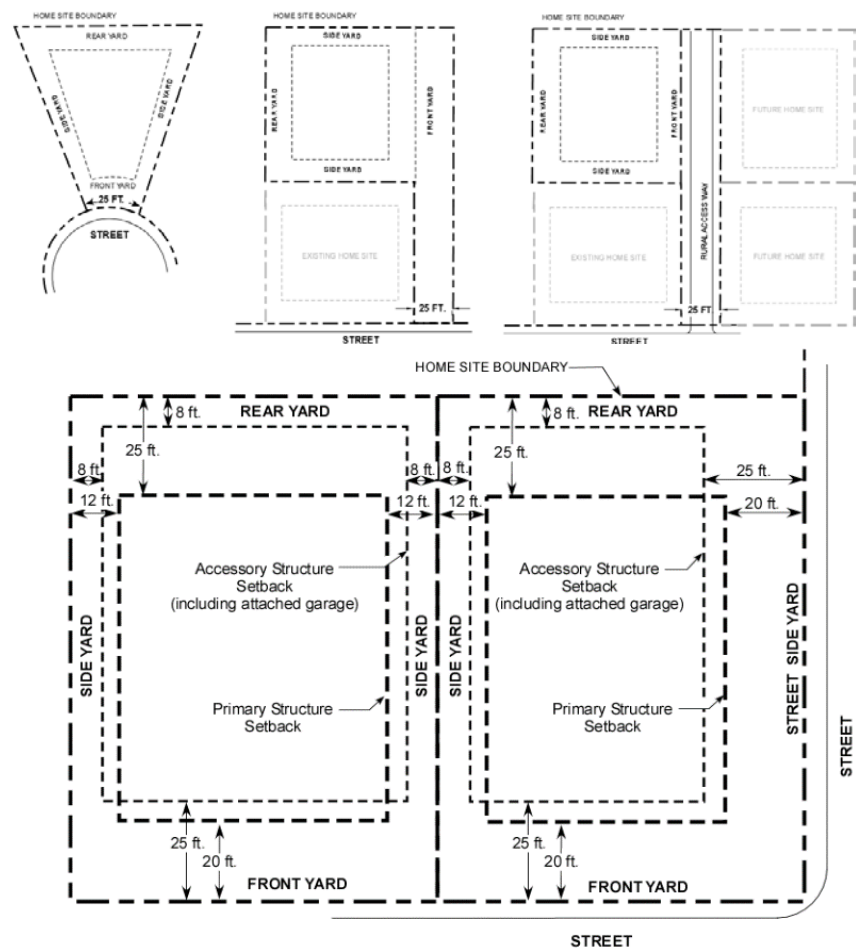 HOME SITE BOUNDARY
REAR YARD
SIDE YARD
SIDE YARD
FRONT YARD
25 FT.
STREET
HOME SITE BOUNDARY
SIDE YARD
REAR YARD
FRONT YARD
SIDE YARD
EXISTING HOME SITE
25 FT.
STREET
HOME SITE BOUNDARY
SIDE YARD
REAR YARD
FRONT YARD
SIDE YARD
FUTURE HOME SITE
RURAL ACCESS WAY
EXISTING HOME SITE
FUTURE HOME SITE
25 FT.
STREET
HOME SITE BOUNDARY
8 ft.
REAR YARD
25 ft.
8 ft.
8 ft.
12 ft.
12 ft.
Accessory Structure
Setback
(including attached garage)
SIDE YARD
SIDE YARD
Primary Structure
Setback
25 ft.
20 ft.
FRONT YARD
8 ft.
REAR YARD
25 ft.
8 ft.
25 ft.
12 ft.
20 ft.
Accessory Structure
Setback
(including attached garage)
SIDE YARD
STREET SIDE YARD
Primary Structure
Setback
STREET
25 ft.
20 ft.
FRONT YARD
STREET